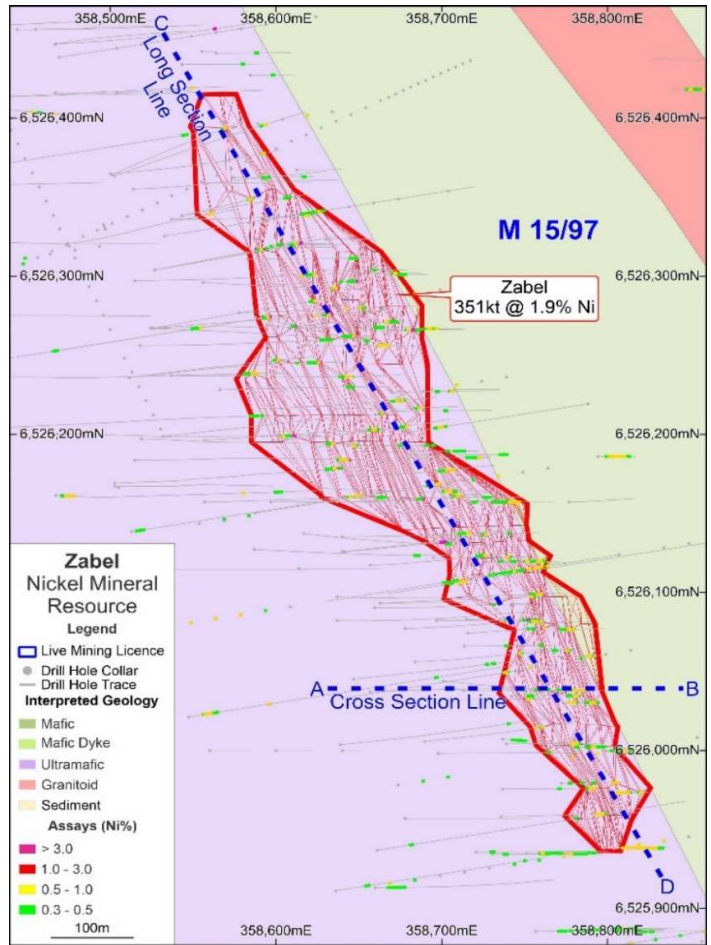 358,500mE
358,600mE
358,700mE
358,800mE
C
Long Section
Line
6,526,400mN
6,526,400mN
M 15/97
6,526,300mN
6,526,300mN
Zabel
351kt @ 1.9% Ni
6,526,200mN
6,526,200mN
6,526,100mN
A
B
Cross Section Line
6,526,000mN
D
6,525,900mN
358,600mE
358,700mE
358,800mE
Zabel
Nickel Mineral
Resource
Legend
Live Mining Licence
Drill Hole Collar
Drill Hole Trace
Interpreted Geology
Mafic
Mafic Dyke
Ultramafic
Granitoid
Sediment
Assays (Ni%)
> 3.0
1.0 - 3.0
0.5 - 1.0
0.3 - 0.5
100m